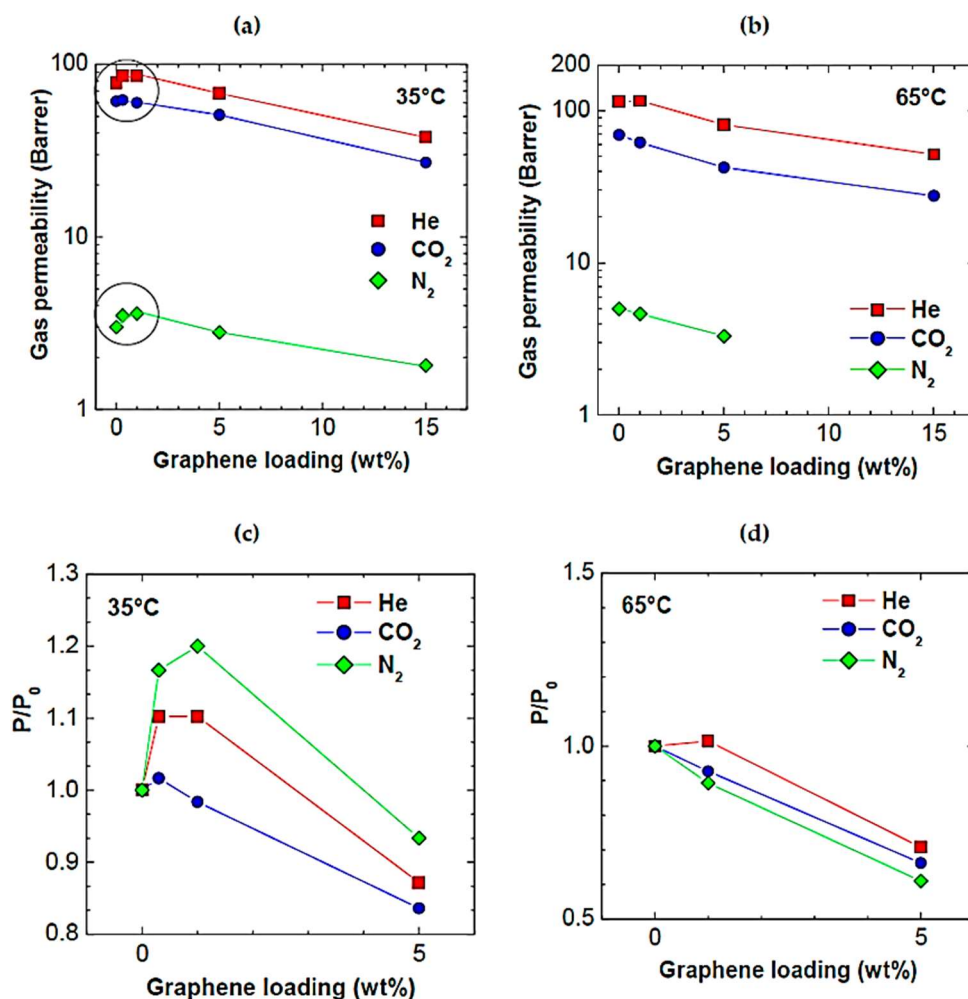 (a)
Gas permeability (Barrer)
100
10
1
35°C
He
CO₂
N₂
0 5 10 15
Graphene loading (wt%)
(b)
Gas permeability (Barrer)
200
100
10
1
65°C
He
CO₂
N₂
0 5 10 15
Graphene loading (wt%)
(c)
P/P₀
1.3
1.2
1.1
1.0
0.9
0.8
35°C
He
CO₂
N₂
0 5
Graphene loading (wt%)
(d)
P/P₀
1.5
1.0
0.5
65°C
He
CO₂
N₂
0 5
Graphene loading (wt%)